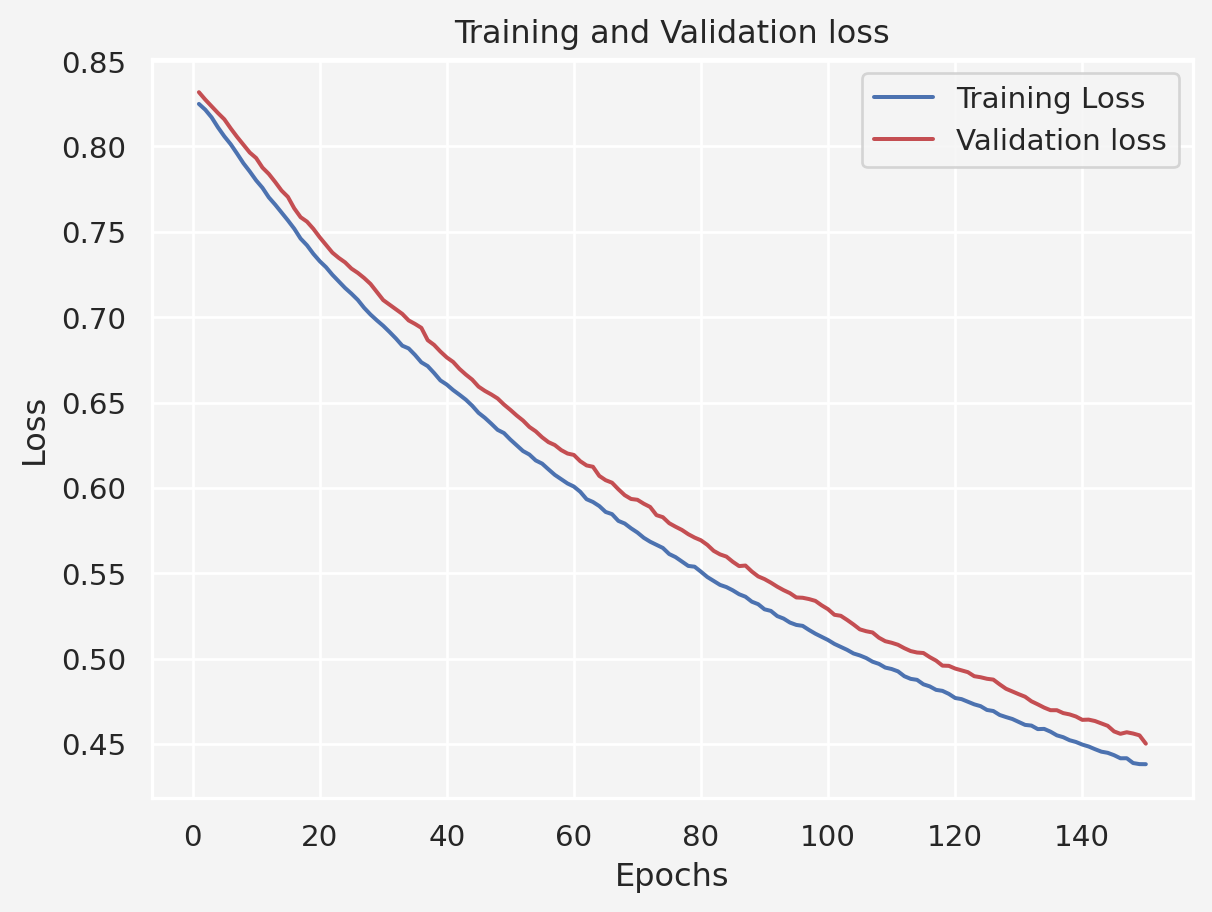 Training and Validation loss
Training Loss
Validation loss
0.85
0.80
0.75
0.70
0.65
0.60
0.55
0.50
0.45
Loss
0 20 40 60 80 100 120 140
Epochs